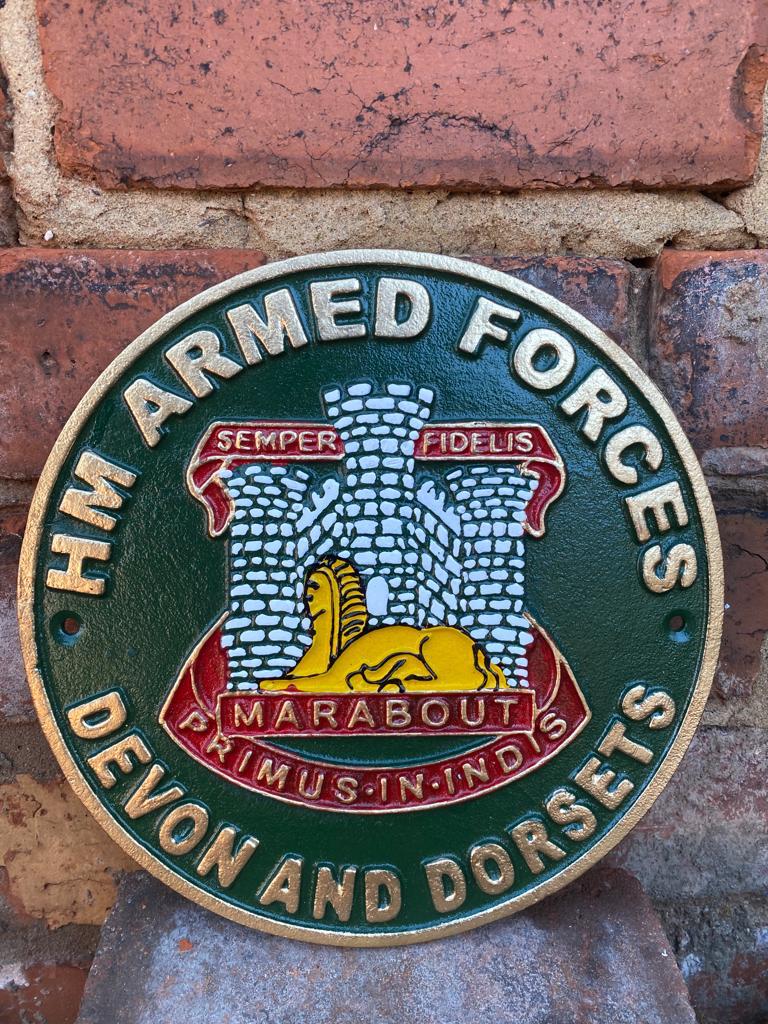 HM ARMED FORCES
SEMPER FIDELIS
MARABOUT
PRIMUS·IN·INDIS
DEVON AND DORSETS